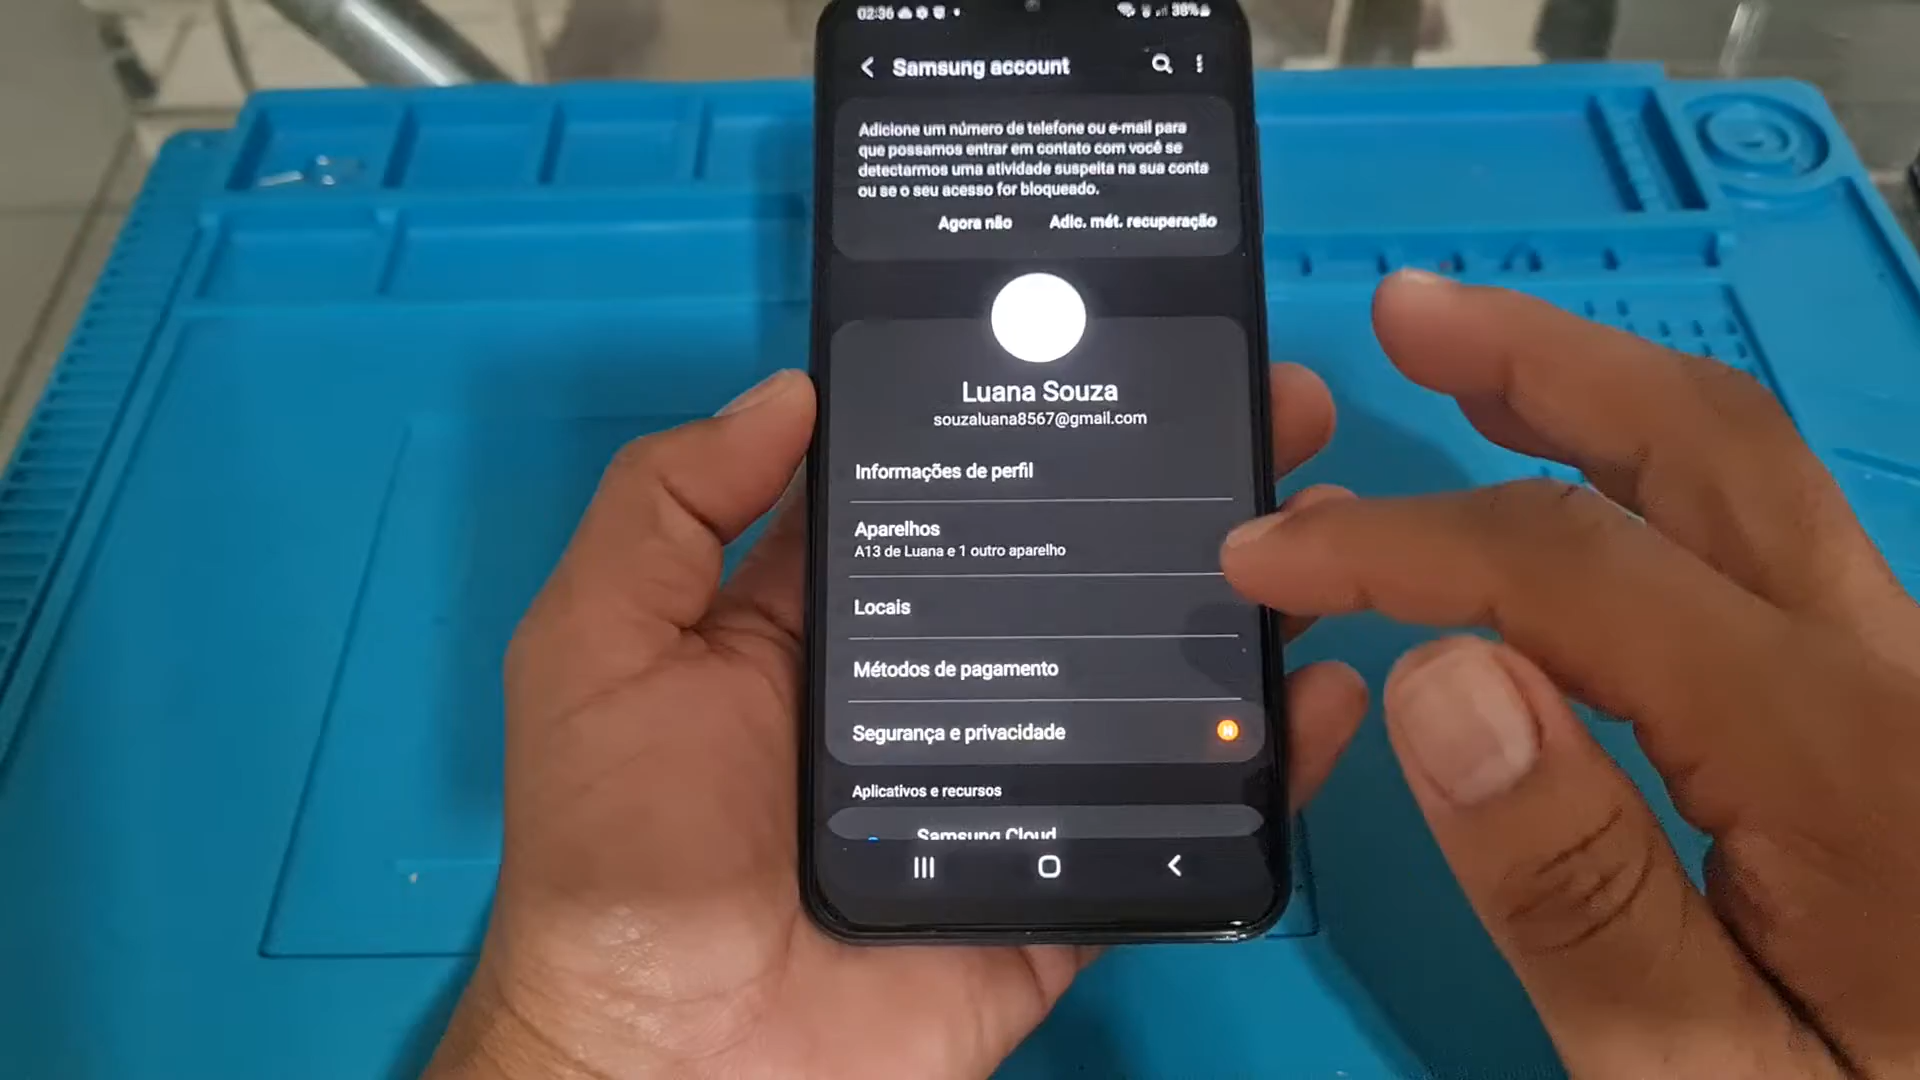 02:36 38%
Samsung account
Adicione um número de telefone ou e-mail para
que possamos entrar em contato com você se
detectarmos uma atividade suspeita na sua conta
ou se o seu acesso for bloqueado.
Agora não Adic. mét. recuperação
Luana Souza
souzaluana8567@gmail.com
Informações de perfil
Aparelhos
A13 de Luana e 1 outro aparelho
Locais
Métodos de pagamento
Segurança e privacidade N
Aplicativos e recursos
Samsung Cloud